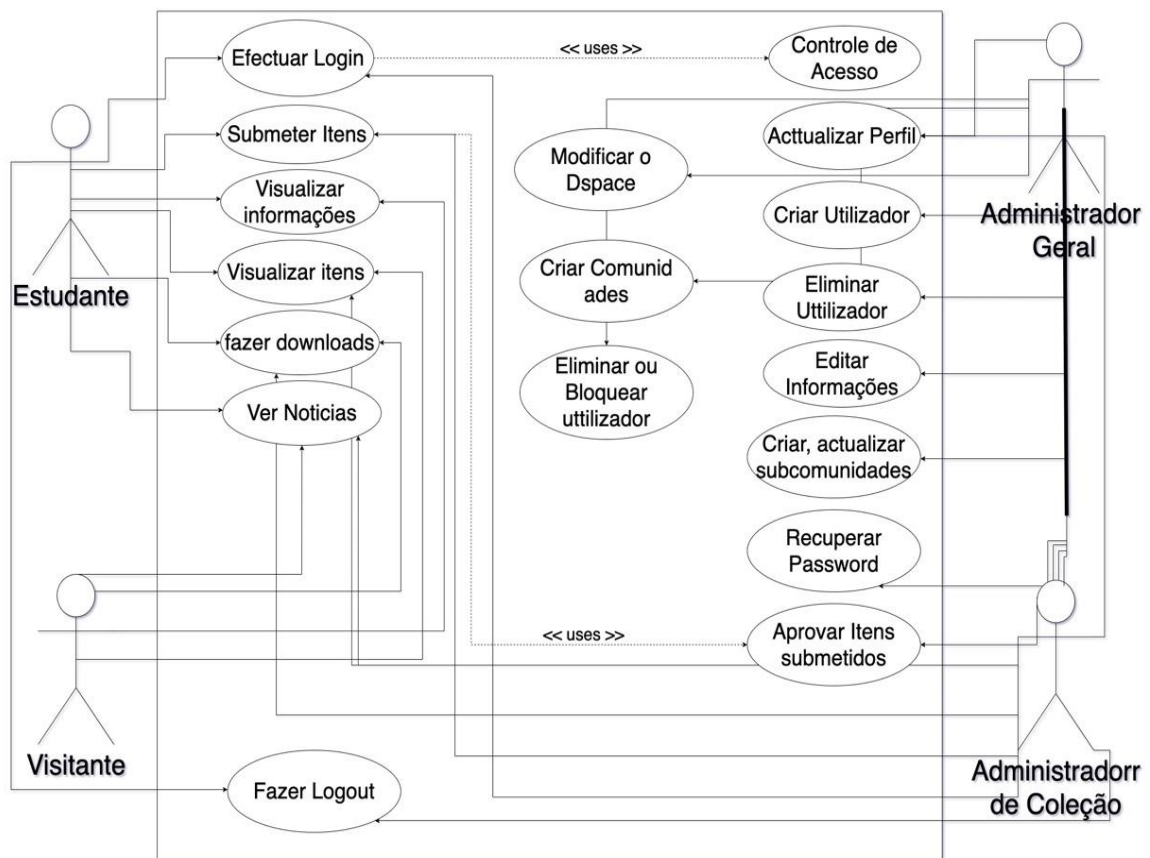 Efectuar Login
<< uses >>
Controle de
Acesso
Submeter Itens
Acttualizar Perfil
Modificar o
Dspace
Visualizar
informações
Criar Utilizador
Administrador
Geral
Estudante
Visualizar itens
Criar Comunid
ades
Eliminar
Uttilizador
fazer downloads
Eliminar ou
Bloquear
uttilizador
Editar
Informações
Ver Noticias
Criar, actualizar
subcomunidades
Recuperar
Password
<< uses >>
Aprovar Itens
submetidos
Visitante
Fazer Logout
Administradorr
de Coleção